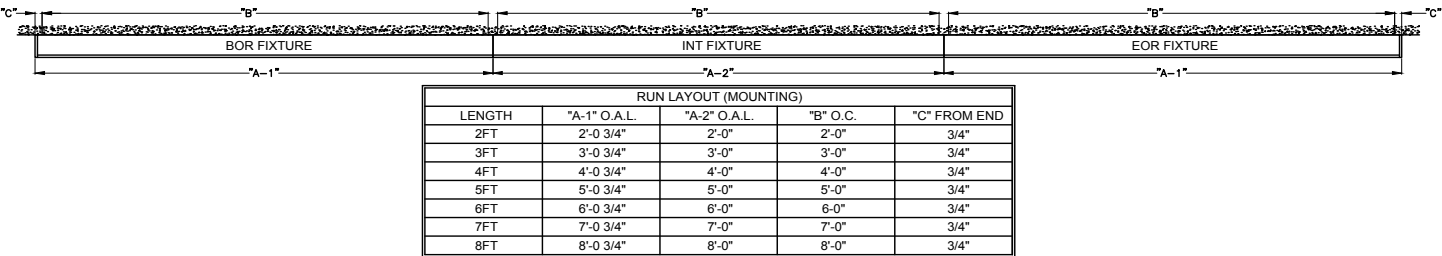 "C" "B" "B" "B" "C"
BOR FIXTURE INT FIXTURE EOR FIXTURE
"A-1" "A-2" "A-1"
RUN LAYOUT (MOUNTING)
LENGTH "A-1" O.A.L. "A-2" O.A.L. "B" O.C. "C" FROM END
2FT 2'-0 3/4" 2'-0" 2'-0" 3/4"
3FT 3'-0 3/4" 3'-0" 3'-0" 3/4"
4FT 4'-0 3/4" 4'-0" 4'-0" 3/4"
5FT 5'-0 3/4" 5'-0" 5'-0" 3/4"
6FT 6'-0 3/4" 6'-0" 6-0" 3/4"
7FT 7'-0 3/4" 7'-0" 7'-0" 3/4"
8FT 8'-0 3/4" 8'-0" 8'-0" 3/4"